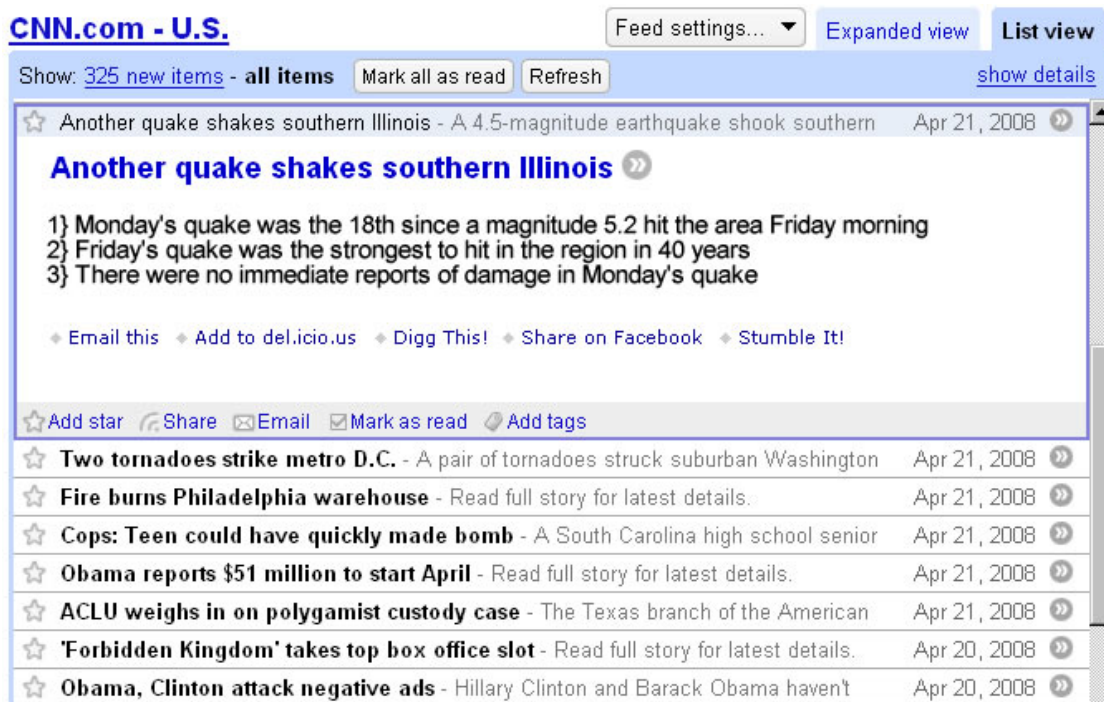 CNN.com - U.S. Feed settings... Expanded view List view
Show: 325 new items - all items Mark all as read Refresh show details
Another quake shakes southern Illinois - A 4.5-magnitude earthquake shook southern Apr 21, 2008
Another quake shakes southern Illinois
1} Monday's quake was the 18th since a magnitude 5.2 hit the area Friday morning
2} Friday's quake was the strongest to hit in the region in 40 years
3} There were no immediate reports of damage in Monday's quake
Email this Add to del.icio.us Digg This! Share on Facebook Stumble It!
Add star Share Email Mark as read Add tags
Two tornadoes strike metro D.C. - A pair of tornadoes struck suburban Washington Apr 21, 2008
Fire burns Philadelphia warehouse - Read full story for latest details. Apr 21, 2008
Cops: Teen could have quickly made bomb - A South Carolina high school senior Apr 21, 2008
Obama reports $51 million to start April - Read full story for latest details. Apr 21, 2008
ACLU weighs in on polygamist custody case - The Texas branch of the American Apr 21, 2008
'Forbidden Kingdom' takes top box office slot - Read full story for latest details. Apr 20, 2008
Obama, Clinton attack negative ads - Hillary Clinton and Barack Obama haven't Apr 20, 2008